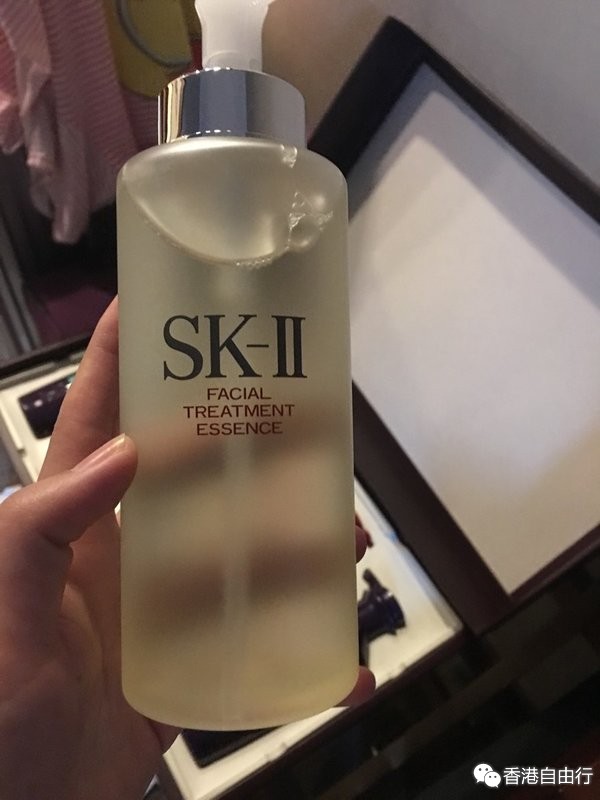 SK-II
FACIAL
TREATMENT
ESSENCE
香港自由行